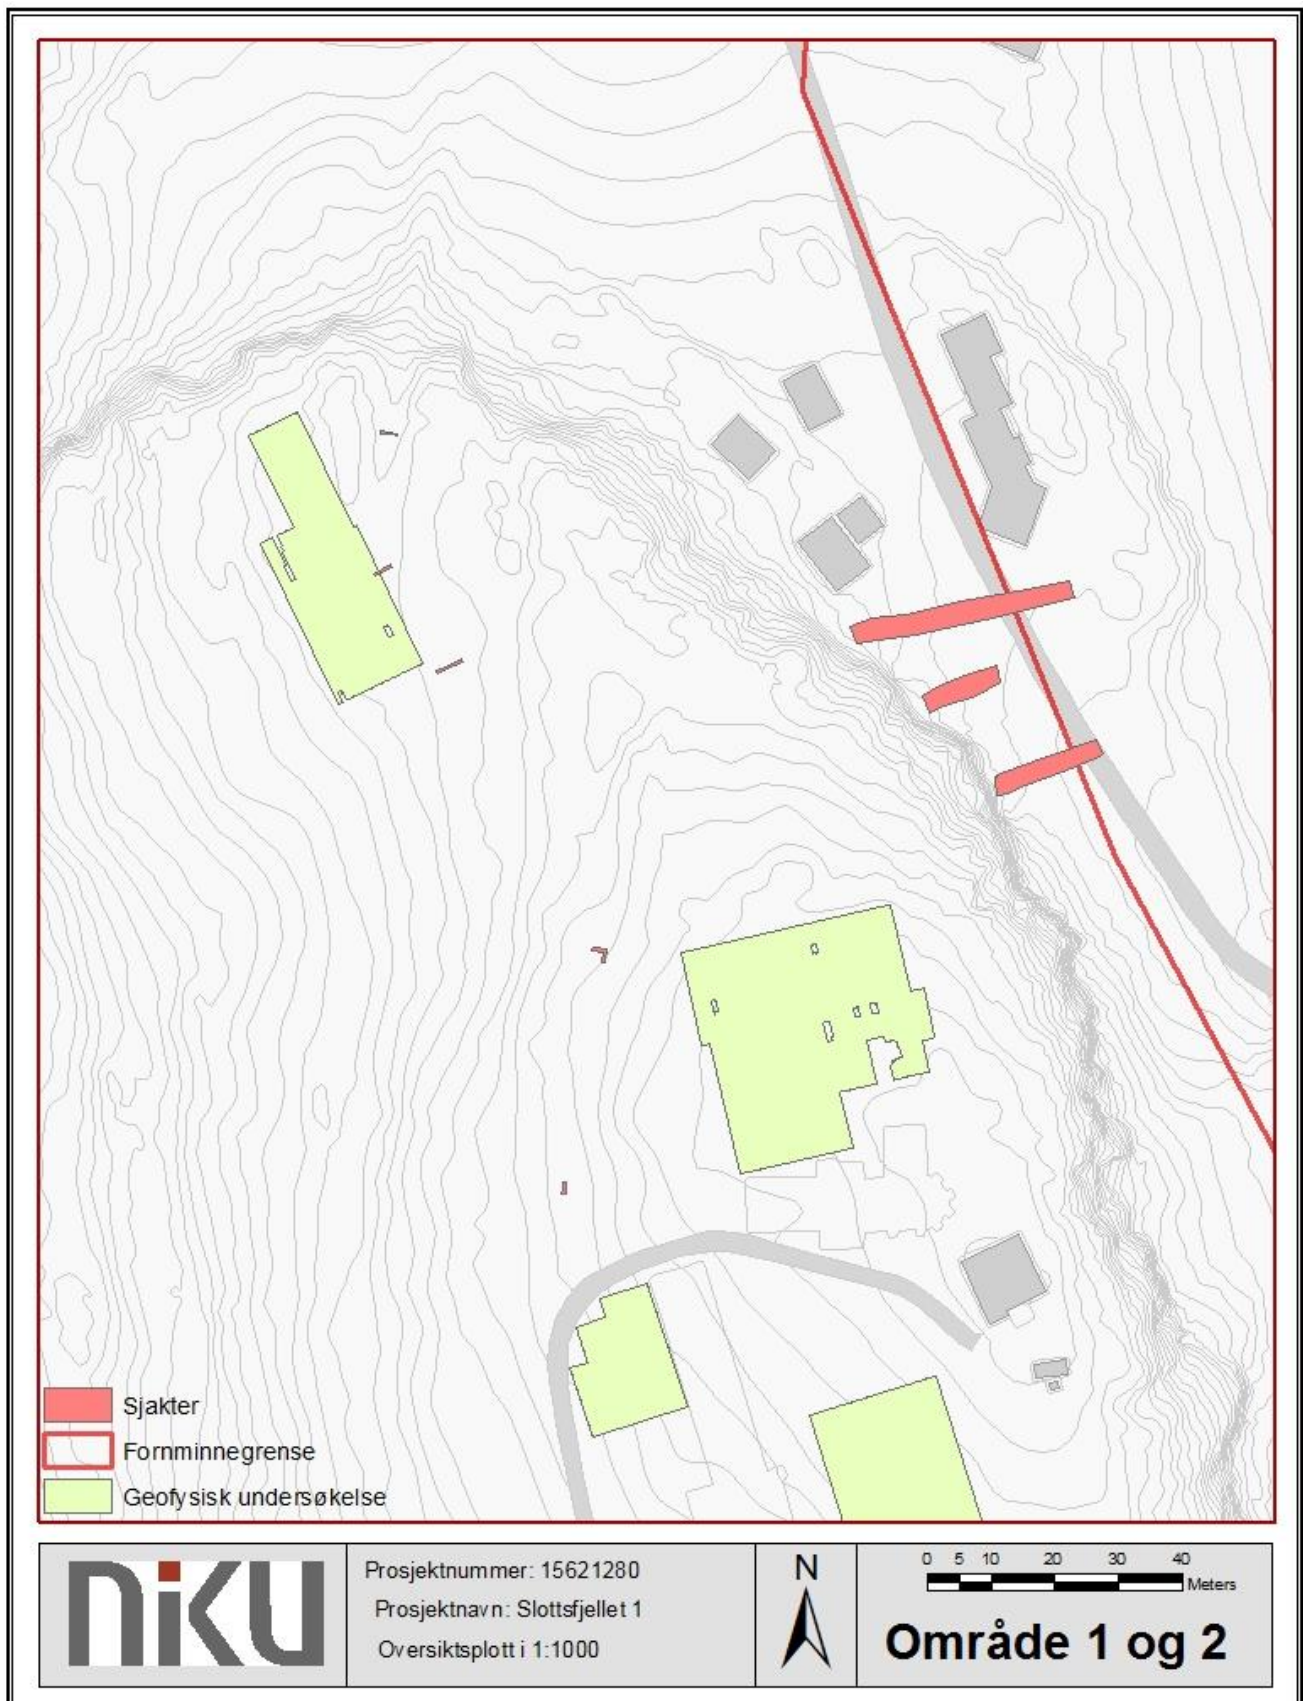 Sjakter
Fornminnegrense
Geofysisk undersøkelse
niku
Prosjektnummer: 15621280
Prosjektnavn: Slottsfjellet 1
Oversiktsplott i 1:1000
N
0 5 10 20 30 40
Meters
Område 1 og 2